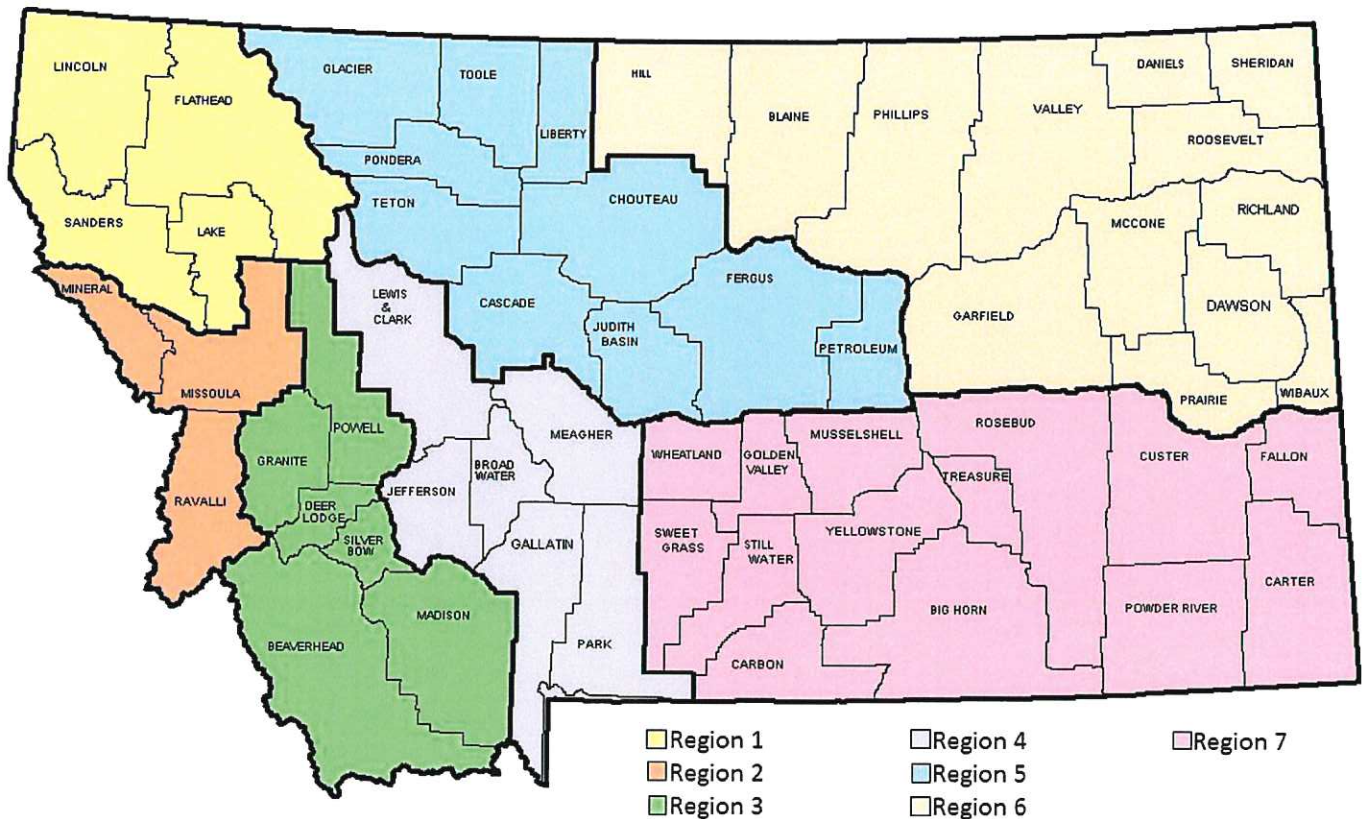 LINCOLN
FLATHEAD
GLACIER
TOOLE
LIBERTY
HILL
BLAINE
PHILLIPS
VALLEY
DANIELS
SHERIDAN
ROOSEVELT
PONDERA
TETON
CHOUTEAU
SANDERS
LAKE
MCCONE
RICHLAND
MINERAL
LEWIS
&
CLARK
CASCADE
JUDITH
BASIN
FERGUS
PETROLEUM
GARFIELD
DAWSON
MISSOULA
PRAIRIE
WIBAUX
POWELL
GRANITE
MEAGHER
WHEATLAND
GOLDEN
VALLEY
MUSSELSHELL
ROSEBUD
CUSTER
FALLON
RAVALLI
DEER
LODGE
SILVER
BOW
JEFFERSON
BROAD
WATER
GALLATIN
SWEET
GRASS
STILL
WATER
YELLOWSTONE
TREASURE
BEAVERHEAD
MADISON
PARK
CARBON
BIG HORN
POWDER RIVER
CARTER
Region 1
Region 2
Region 3
Region 4
Region 5
Region 6
Region 7